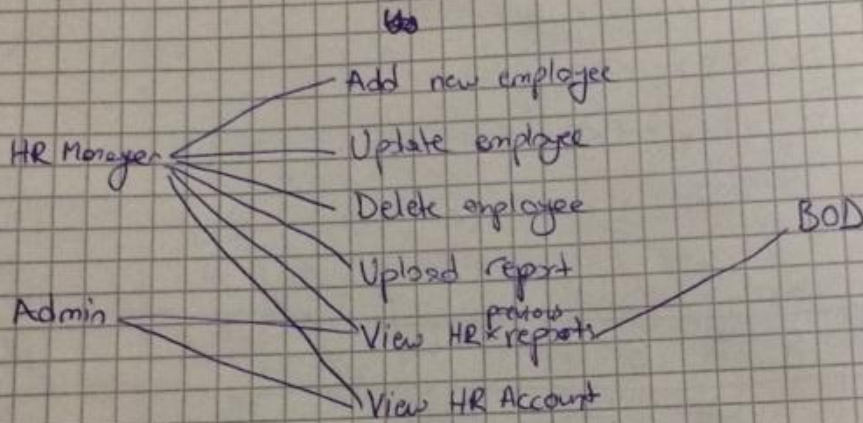 Add new employee
HR Manager
Update employee
Delete employee
BOD
Upload report
Admin
previous
View HR x reports
View HR Account